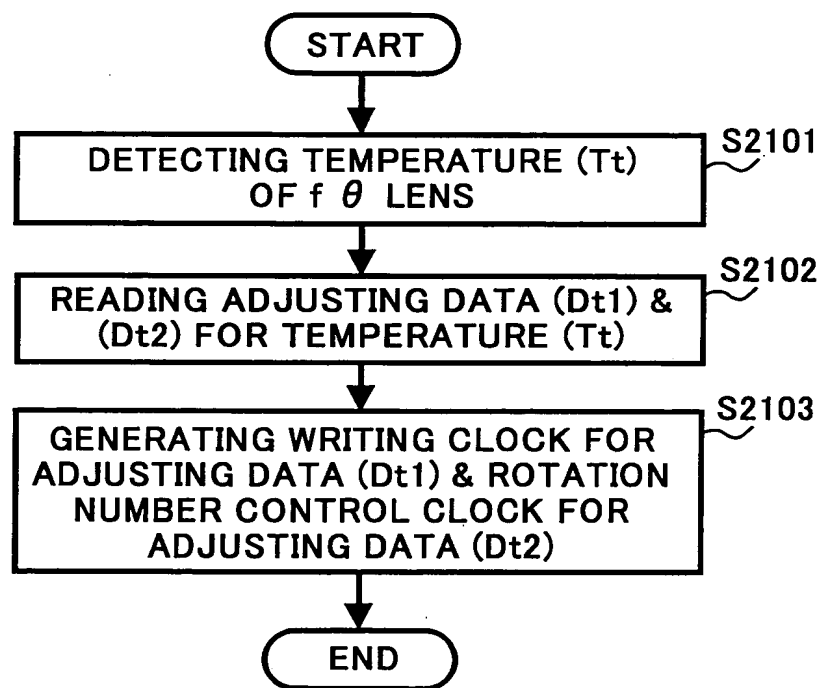 START
S2101
DETECTING TEMPERATURE (Tt)
OF f θ LENS
S2102
READING ADJUSTING DATA (Dt1) &
(Dt2) FOR TEMPERATURE (Tt)
S2103
GENERATING WRITING CLOCK FOR
ADJUSTING DATA (Dt1) & ROTATION
NUMBER CONTROL CLOCK FOR
ADJUSTING DATA (Dt2)
END